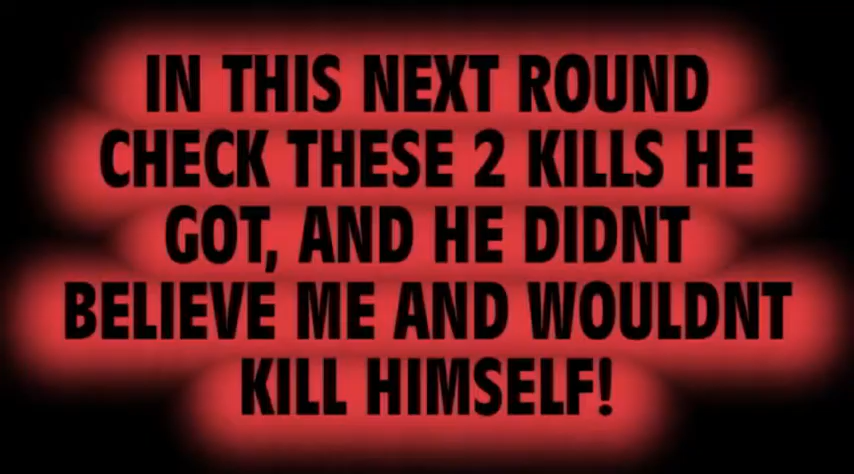 IN THIS NEXT ROUND
CHECK THESE 2 KILLS HE
GOT, AND HE DIDNT
BELIEVE ME AND WOULDNT
KILL HIMSELF!